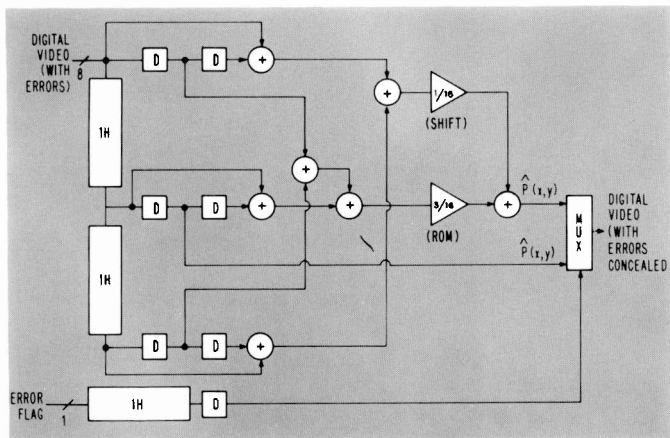 DIGITAL
VIDEO
(WITH
ERRORS)
8
D
D
+
+
1/16
(SHIFT)
1H
+
D
D
+
+
3/16
(ROM)
+
P̂(x,y)
P̂(x,y)
MUX
DIGITAL
VIDEO
(WITH
ERRORS
CONCEALED
1H
D
D
+
ERROR
FLAG
1
1H
D